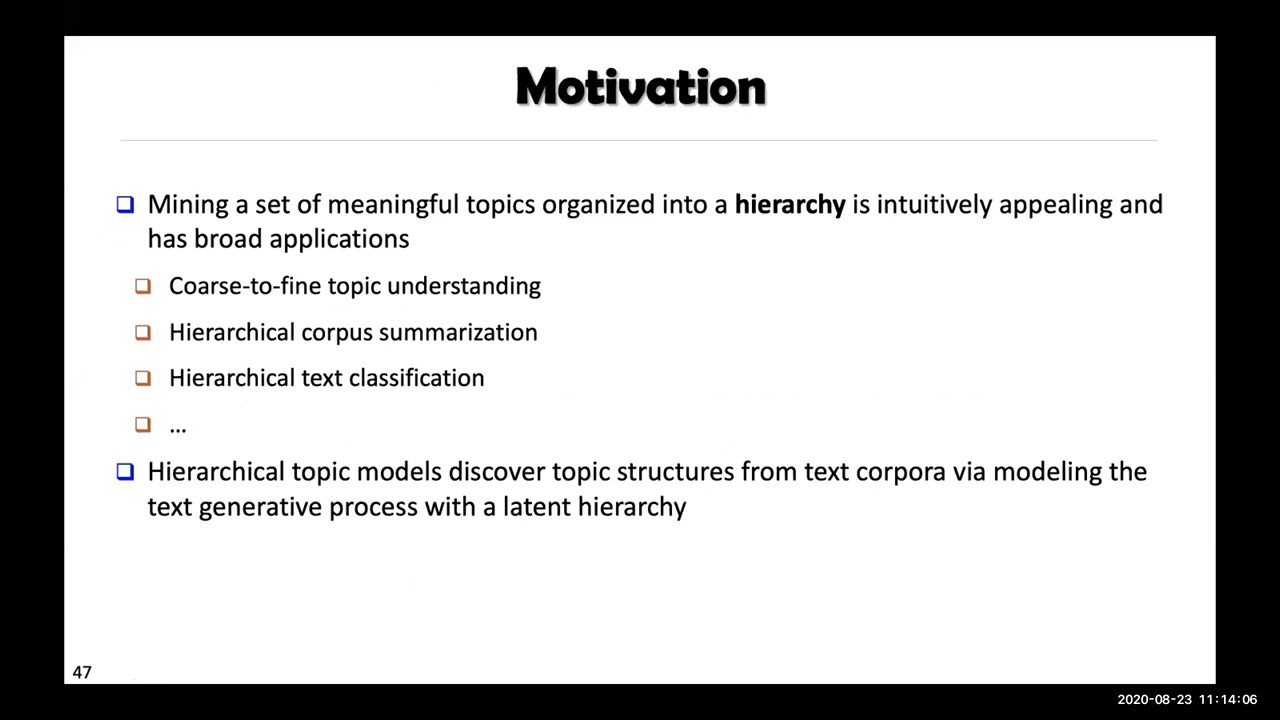 Motivation
Mining a set of meaningful topics organized into a hierarchy is intuitively appealing and
has broad applications
Coarse-to-fine topic understanding
Hierarchical corpus summarization
Hierarchical text classification
...
Hierarchical topic models discover topic structures from text corpora via modeling the
text generative process with a latent hierarchy
47
2020-08-23 11:14:06